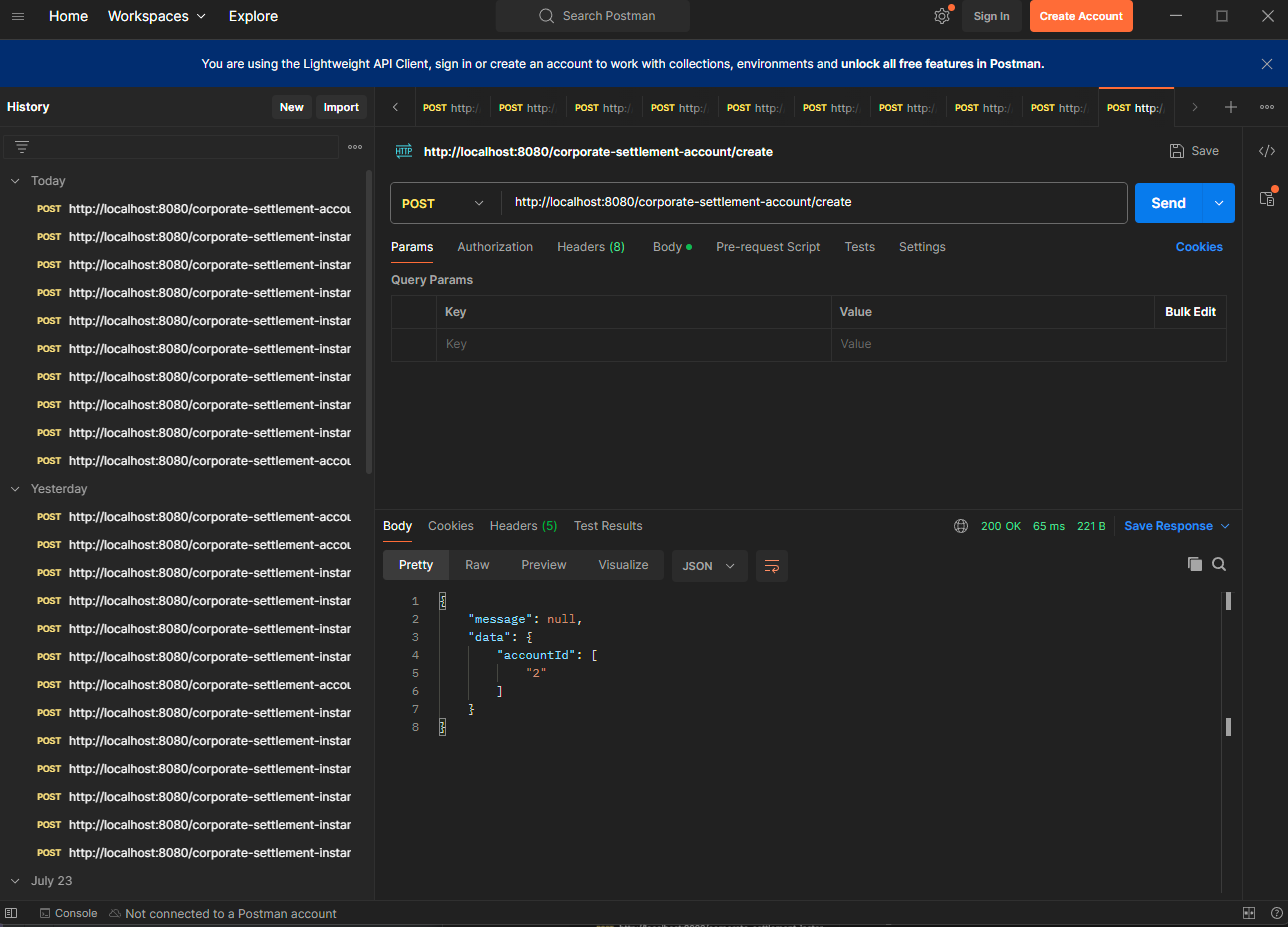 Home Workspaces Explore Search Postman Sign In Create Account
You are using the Lightweight API Client, sign in or create an account to work with collections, environments and unlock all free features in Postman.
History New Import
POST http:/ POST http:/ POST http:/ POST http:/ POST http:/ POST http:/ POST http:/ POST http:/ POST http:/ POST http:/
HTTP http://localhost:8080/corporate-settlement-account/create Save
Today
POST http://localhost:8080/corporate-settlement-accou
POST http://localhost:8080/corporate-settlement-instar
POST http://localhost:8080/corporate-settlement-instar
POST http://localhost:8080/corporate-settlement-instar
POST http://localhost:8080/corporate-settlement-instar
POST http://localhost:8080/corporate-settlement-instar
POST http://localhost:8080/corporate-settlement-instar
POST http://localhost:8080/corporate-settlement-instar
POST http://localhost:8080/corporate-settlement-instar
POST http://localhost:8080/corporate-settlement-accou
Yesterday
POST http://localhost:8080/corporate-settlement-accou
POST http://localhost:8080/corporate-settlement-accou
POST http://localhost:8080/corporate-settlement-instar
POST http://localhost:8080/corporate-settlement-instar
POST http://localhost:8080/corporate-settlement-instar
POST http://localhost:8080/corporate-settlement-instar
POST http://localhost:8080/corporate-settlement-accou
POST http://localhost:8080/corporate-settlement-instar
POST http://localhost:8080/corporate-settlement-instar
POST http://localhost:8080/corporate-settlement-instar
POST http://localhost:8080/corporate-settlement-instar
POST http://localhost:8080/corporate-settlement-instar
POST http://localhost:8080/corporate-settlement-instar
July 23
POST http://localhost:8080/corporate-settlement-account/create Send
Params Authorization Headers (8) Body Pre-request Script Tests Settings Cookies
Query Params
Key Value Bulk Edit
Key Value
Body Cookies Headers (5) Test Results 200 OK 65 ms 221 B Save Response
Pretty Raw Preview Visualize JSON
1 {
2 "message": null,
3 "data": {
4 "accountId": [
5 "2"
6 ]
7 }
8 }
Console Not connected to a Postman account